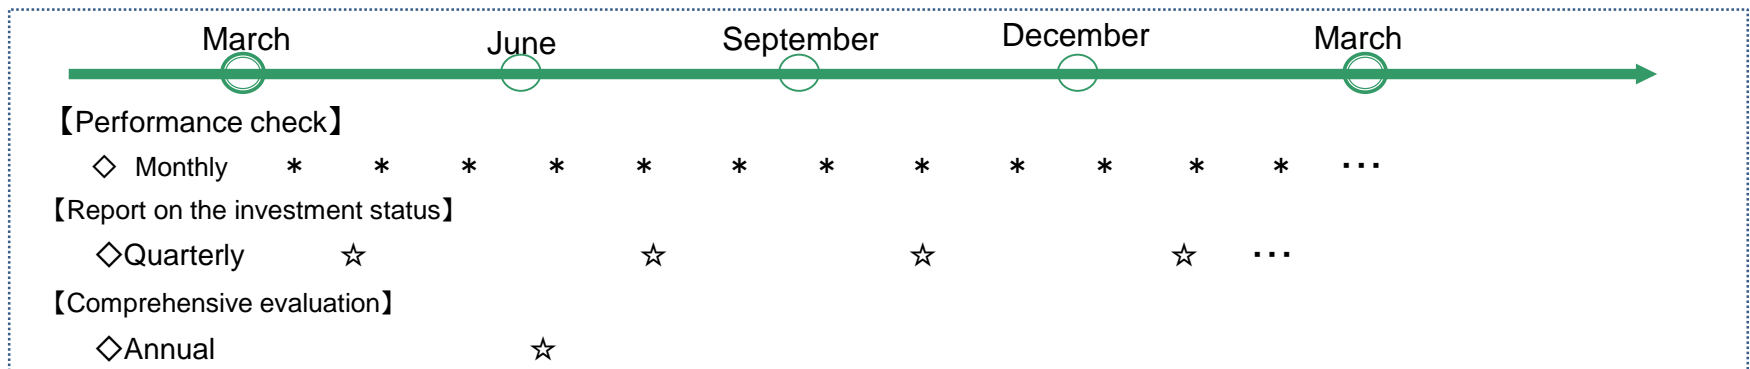 March June September December March
【Performance check】
◇ Monthly * * * * * * * * * * * * ···
【Report on the investment status】
◇Quarterly ☆ ☆ ☆ ☆ ···
【Comprehensive evaluation】
◇Annual ☆